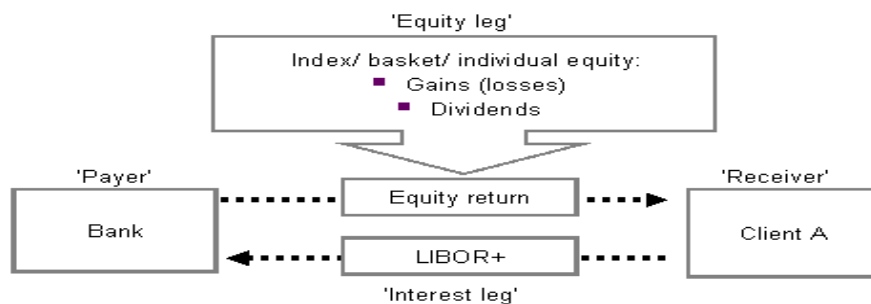 'Equity leg'
Index/ basket/ individual equity:
Gains (losses)
Dividends
'Payer'
'Receiver'
Equity return
Bank
Client A
LIBOR+
'Interest leg'